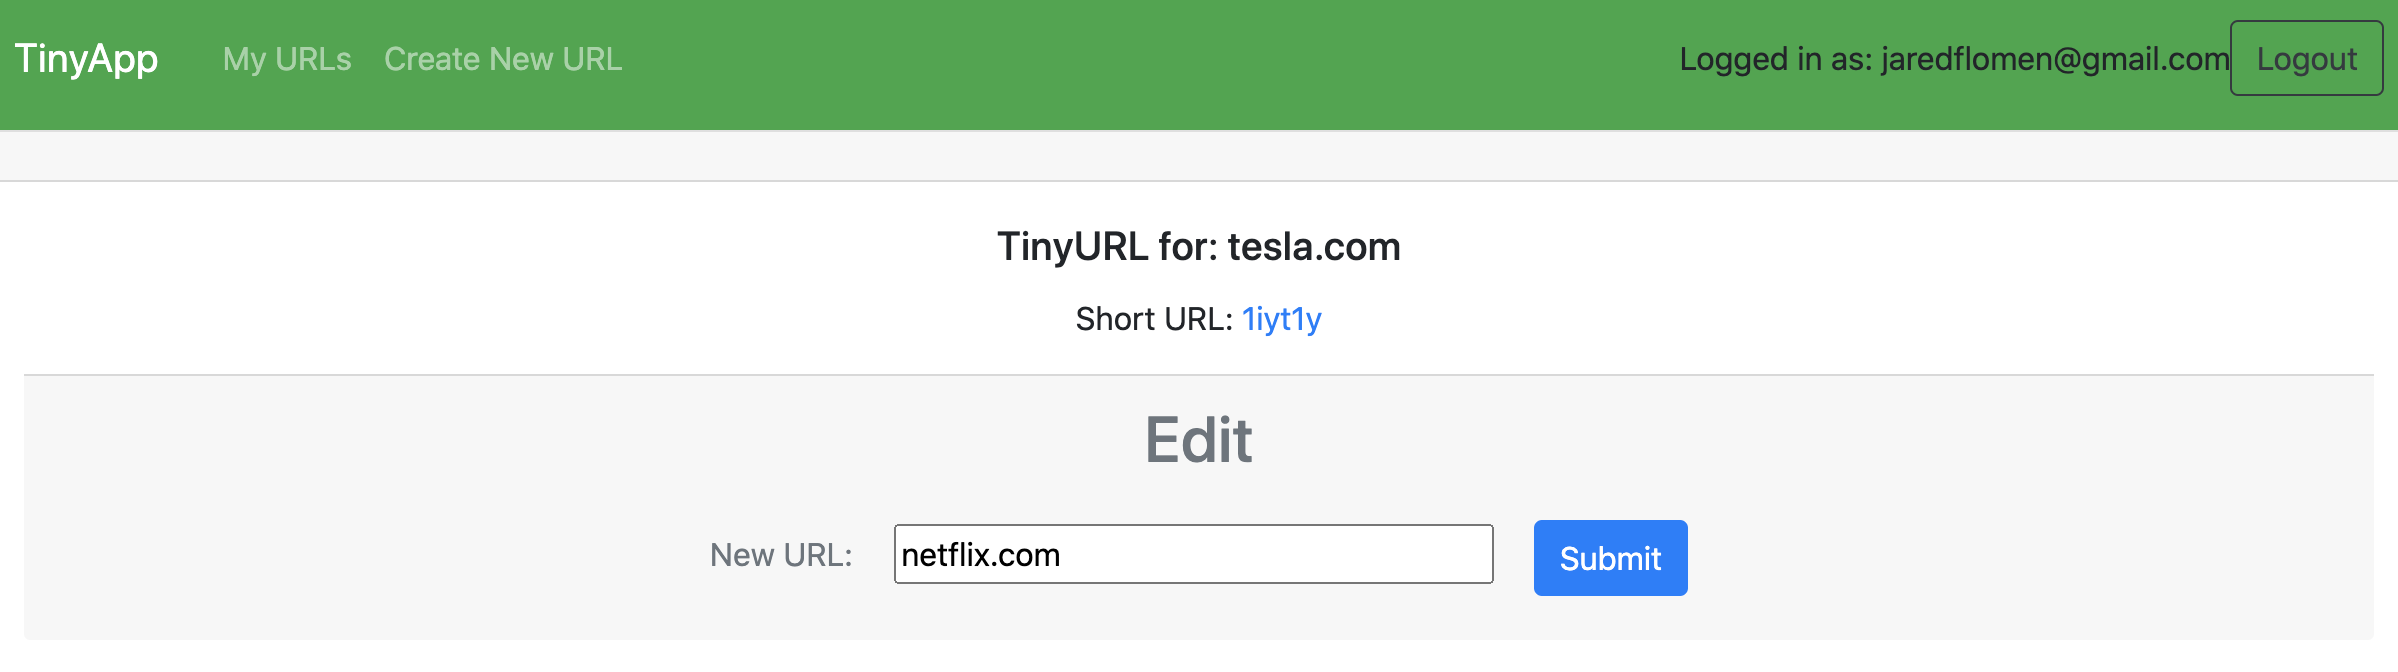 TinyApp My URLs Create New URL Logged in as: jaredflomen@gmail.com Logout
TinyURL for: tesla.com
Short URL: 1iyt1y
Edit
New URL: netflix.com Submit